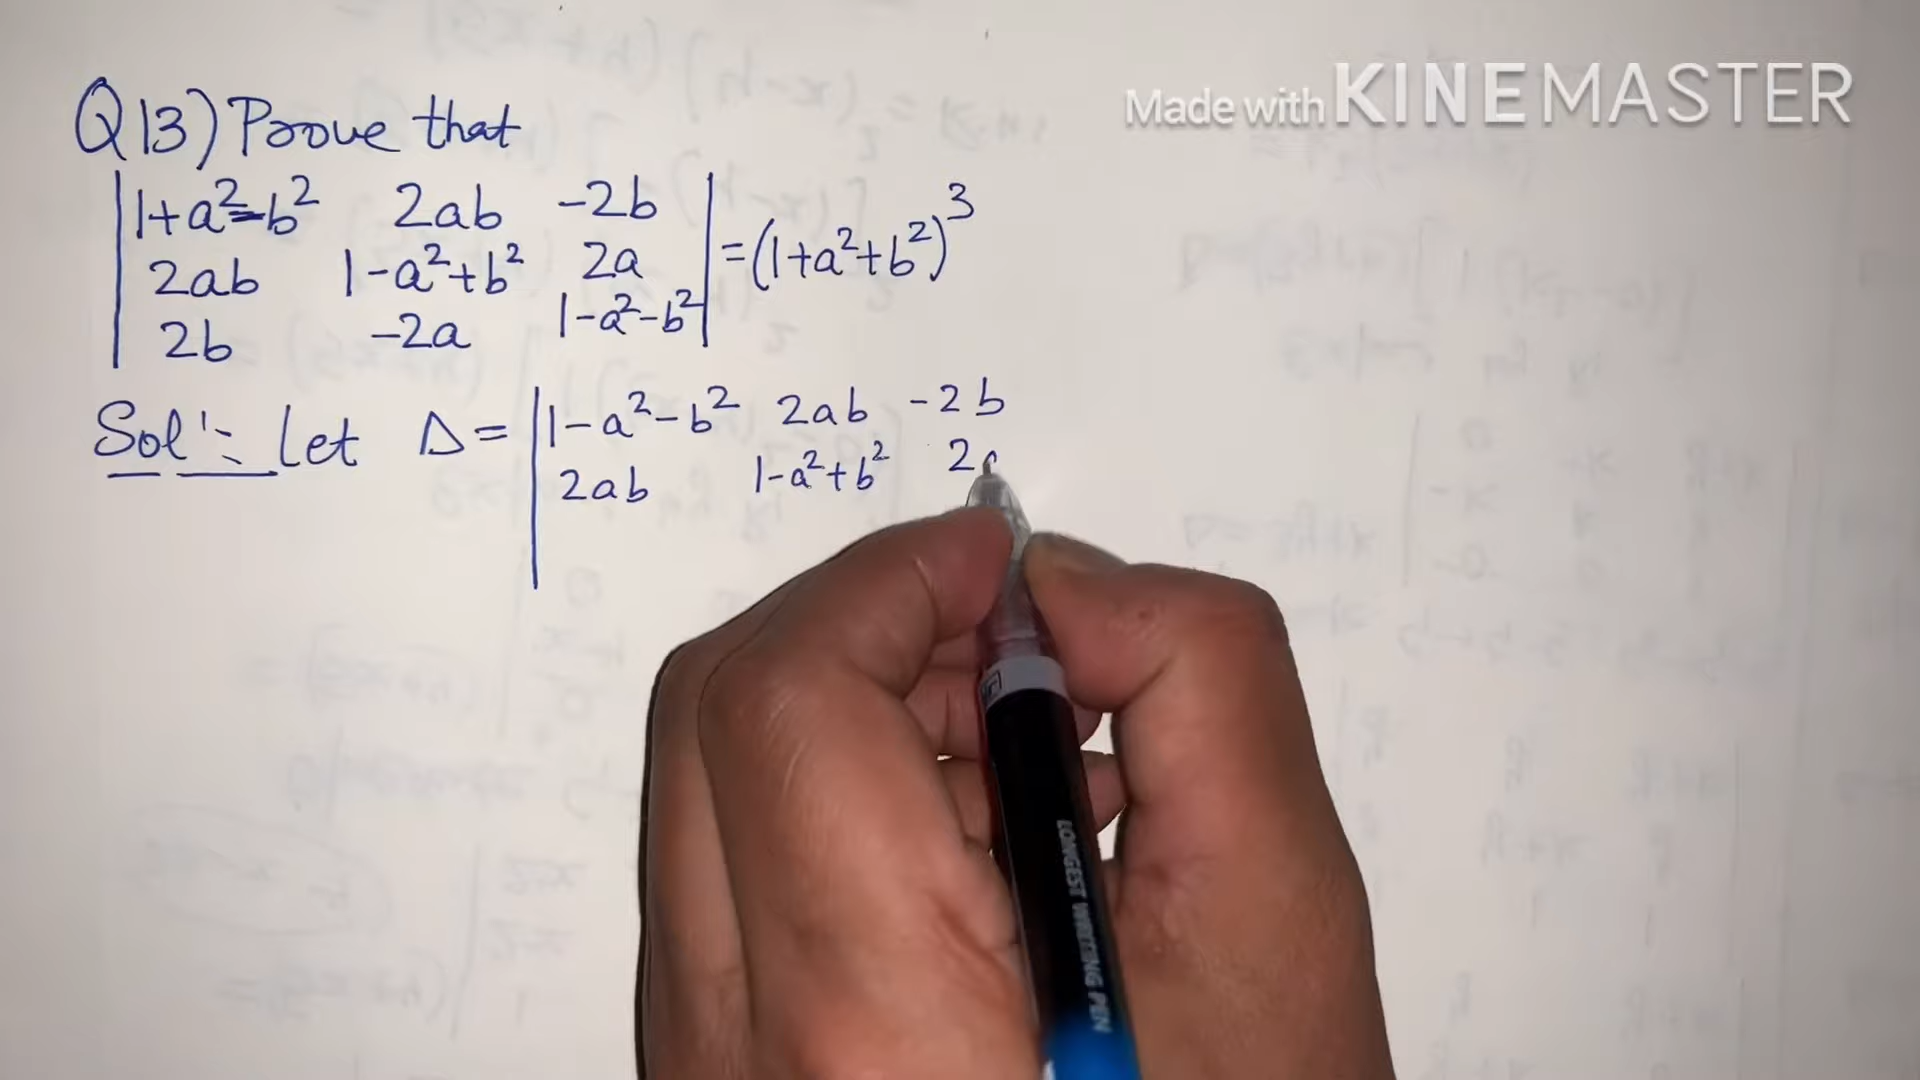 Made with KINEMASTER
Q13) Prove that
|1+a²-b² 2ab -2b|
|2ab 1-a²+b² 2a| =(1+a²+b²)³
|2b -2a 1-a²-b²|
Solⁿ:- Let Δ= |1-a²-b² 2ab -2b
2ab 1-a²+b² 2a
LONGEST WRITING PEN